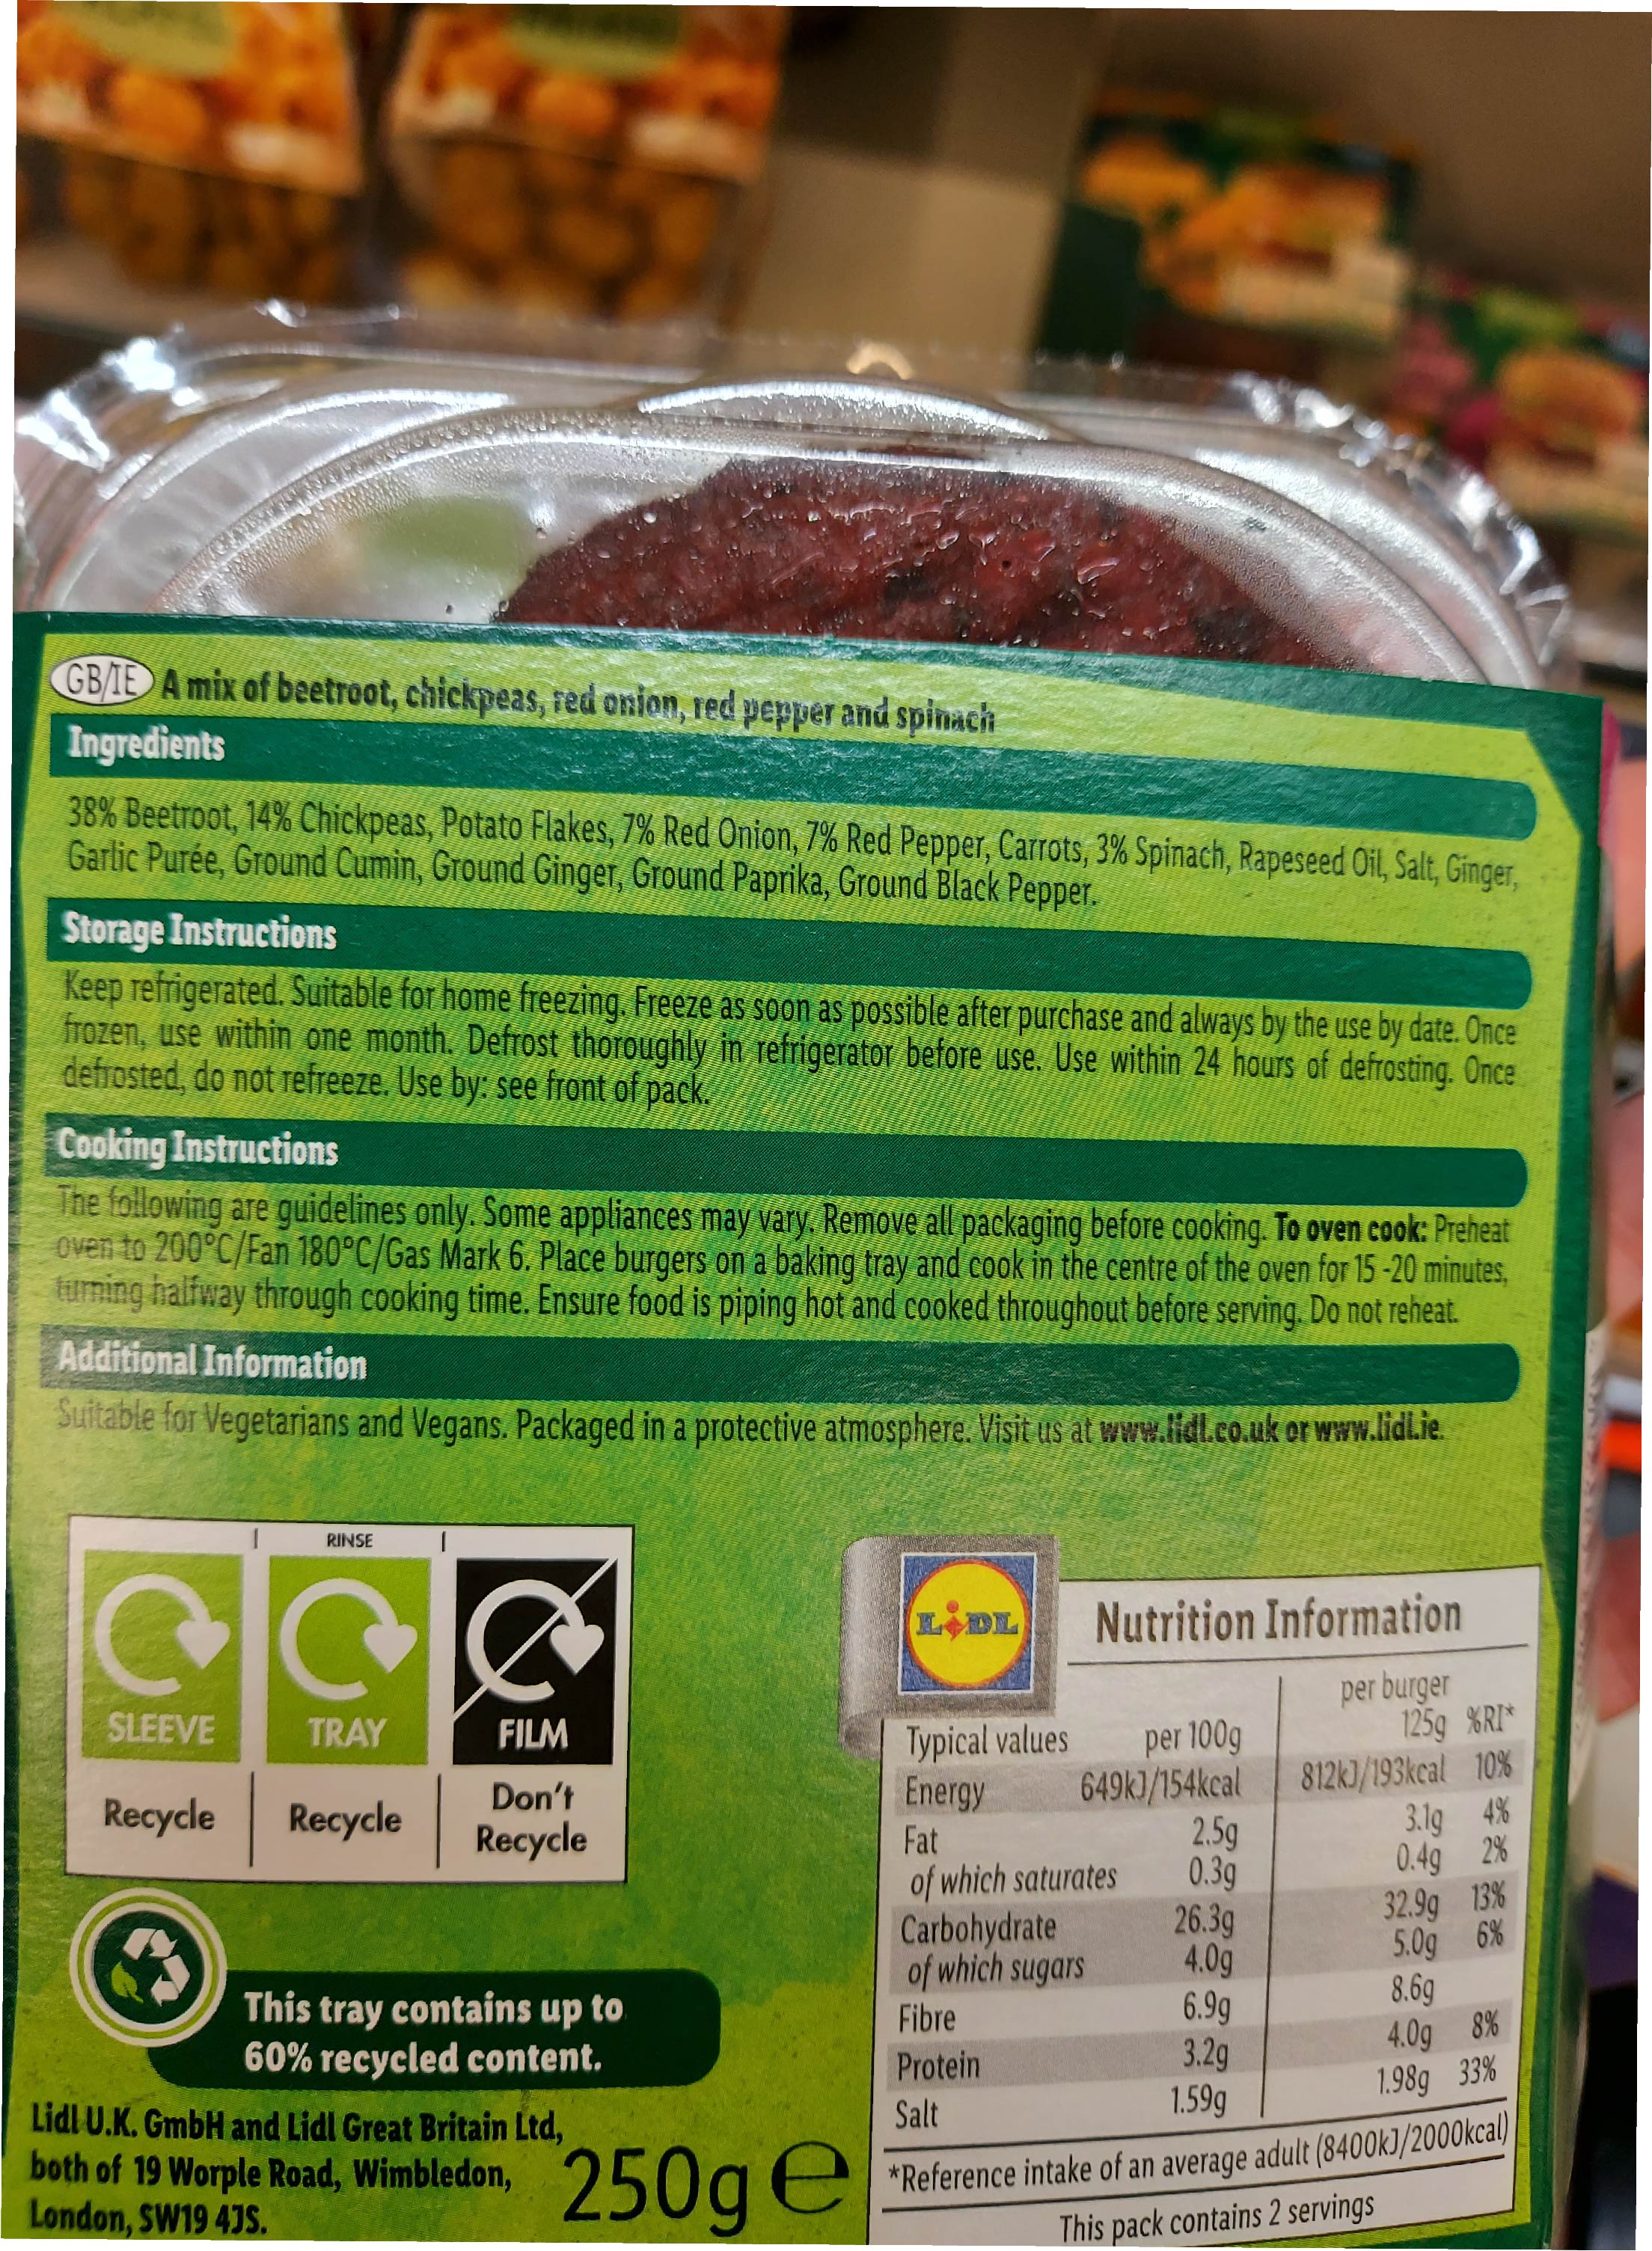 GB/IE A mix of beetroot, chickpeas, red onion, red pepper and spinach
Ingredients
38% Beetroot, 14% Chickpeas, Potato Flakes, 7% Red Onion, 7% Red Pepper, Carrots, 3% Spinach, Rapeseed Oil, Salt, Ginger,
Garlic Purée, Ground Cumin, Ground Ginger, Ground Paprika, Ground Black Pepper.
Storage Instructions
Keep refrigerated. Suitable for home freezing. Freeze as soon as possible after purchase and always by the use by date. Once
frozen, use within one month. Defrost thoroughly in refrigerator before use. Use within 24 hours of defrosting. Once
defrosted, do not refreeze. Use by: see front of pack.
Cooking Instructions
The following are guidelines only. Some appliances may vary. Remove all packaging before cooking. To oven cook: Preheat
oven to 200°C/Fan 180°C/Gas Mark 6. Place burgers on a baking tray and cook in the centre of the oven for 15 -20 minutes,
turning halfway through cooking time. Ensure food is piping hot and cooked throughout before serving. Do not reheat.
Additional Information
Suitable for Vegetarians and Vegans. Packaged in a protective atmosphere. Visit us at www.lidl.co.uk or www.lidl.ie.
RINSE
SLEEVE TRAY FILM
Recycle Recycle Don't
Recycle
This tray contains up to
60% recycled content.
Lidl U.K. GmbH and Lidl Great Britain Ltd,
both of 19 Worple Road, Wimbledon,
London, SW19 4JS.
250g e
LIDL
Nutrition Information
per burger
Typical values per 100g 125g %RI*
Energy 649kJ/154kcal 812kJ/193kcal 10%
Fat 2.5g 3.1g 4%
of which saturates 0.3g 0.4g 2%
Carbohydrate 26.3g 32.9g 13%
of which sugars 4.0g 5.0g 6%
Fibre 6.9g 8.6g
Protein 3.2g 4.0g 8%
Salt 1.59g 1.98g 33%
*Reference intake of an average adult (8400kJ/2000kcal)
This pack contains 2 servings